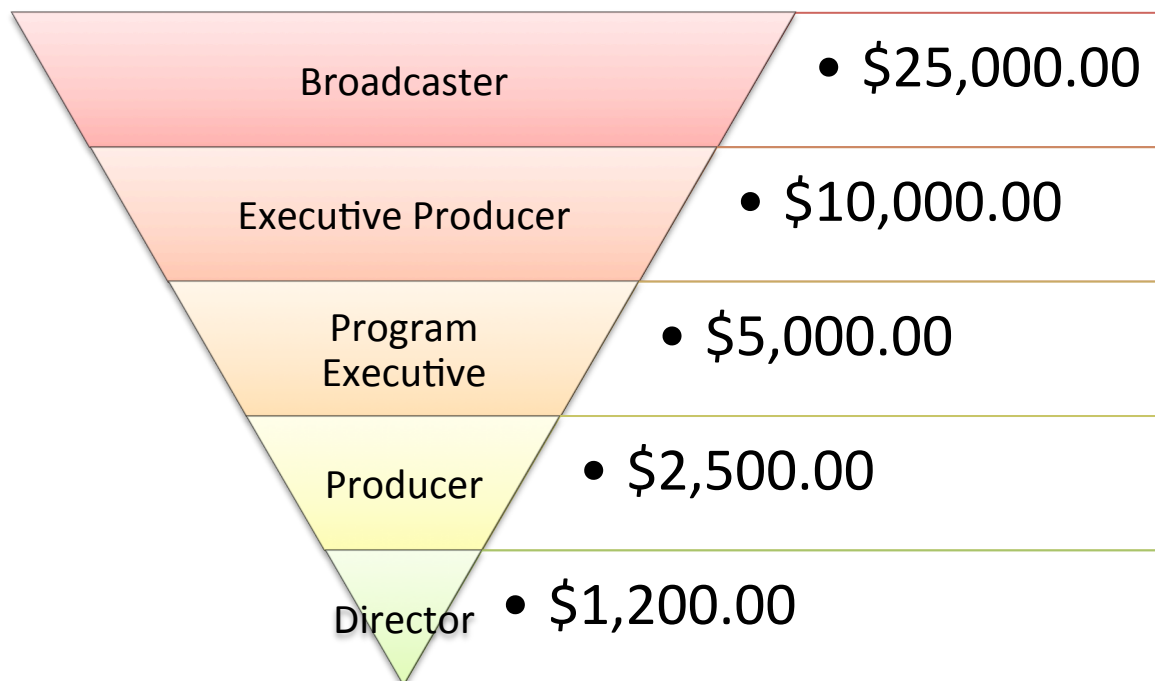 Broadcaster
• $25,000.00
Executive Producer
• $10,000.00
Program
Executive
• $5,000.00
Producer
• $2,500.00
Director
• $1,200.00